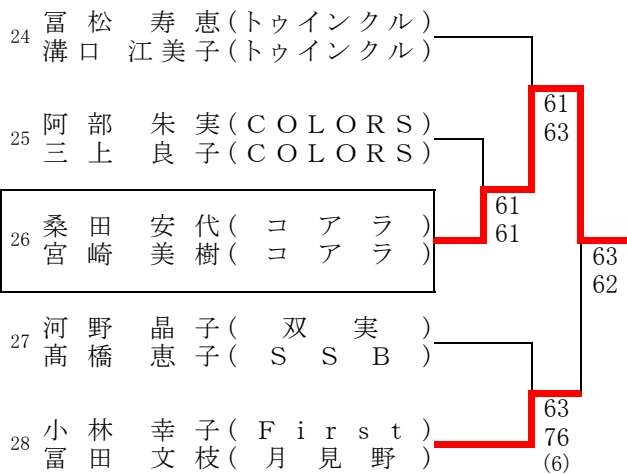 24 冨松 寿恵(トゥインクル)
溝口 江美子(トゥインクル)
61
63
25 阿部 朱実(COLORS)
三上 良子(COLORS)
61
61
26 桑田 安代(コアラ)
宮崎 美樹(コアラ)
63
62
27 河野 晶子(双実)
髙橋 恵子(SSB)
63
76
(6)
28 小林 幸子(First)
冨田 文枝(月見野)